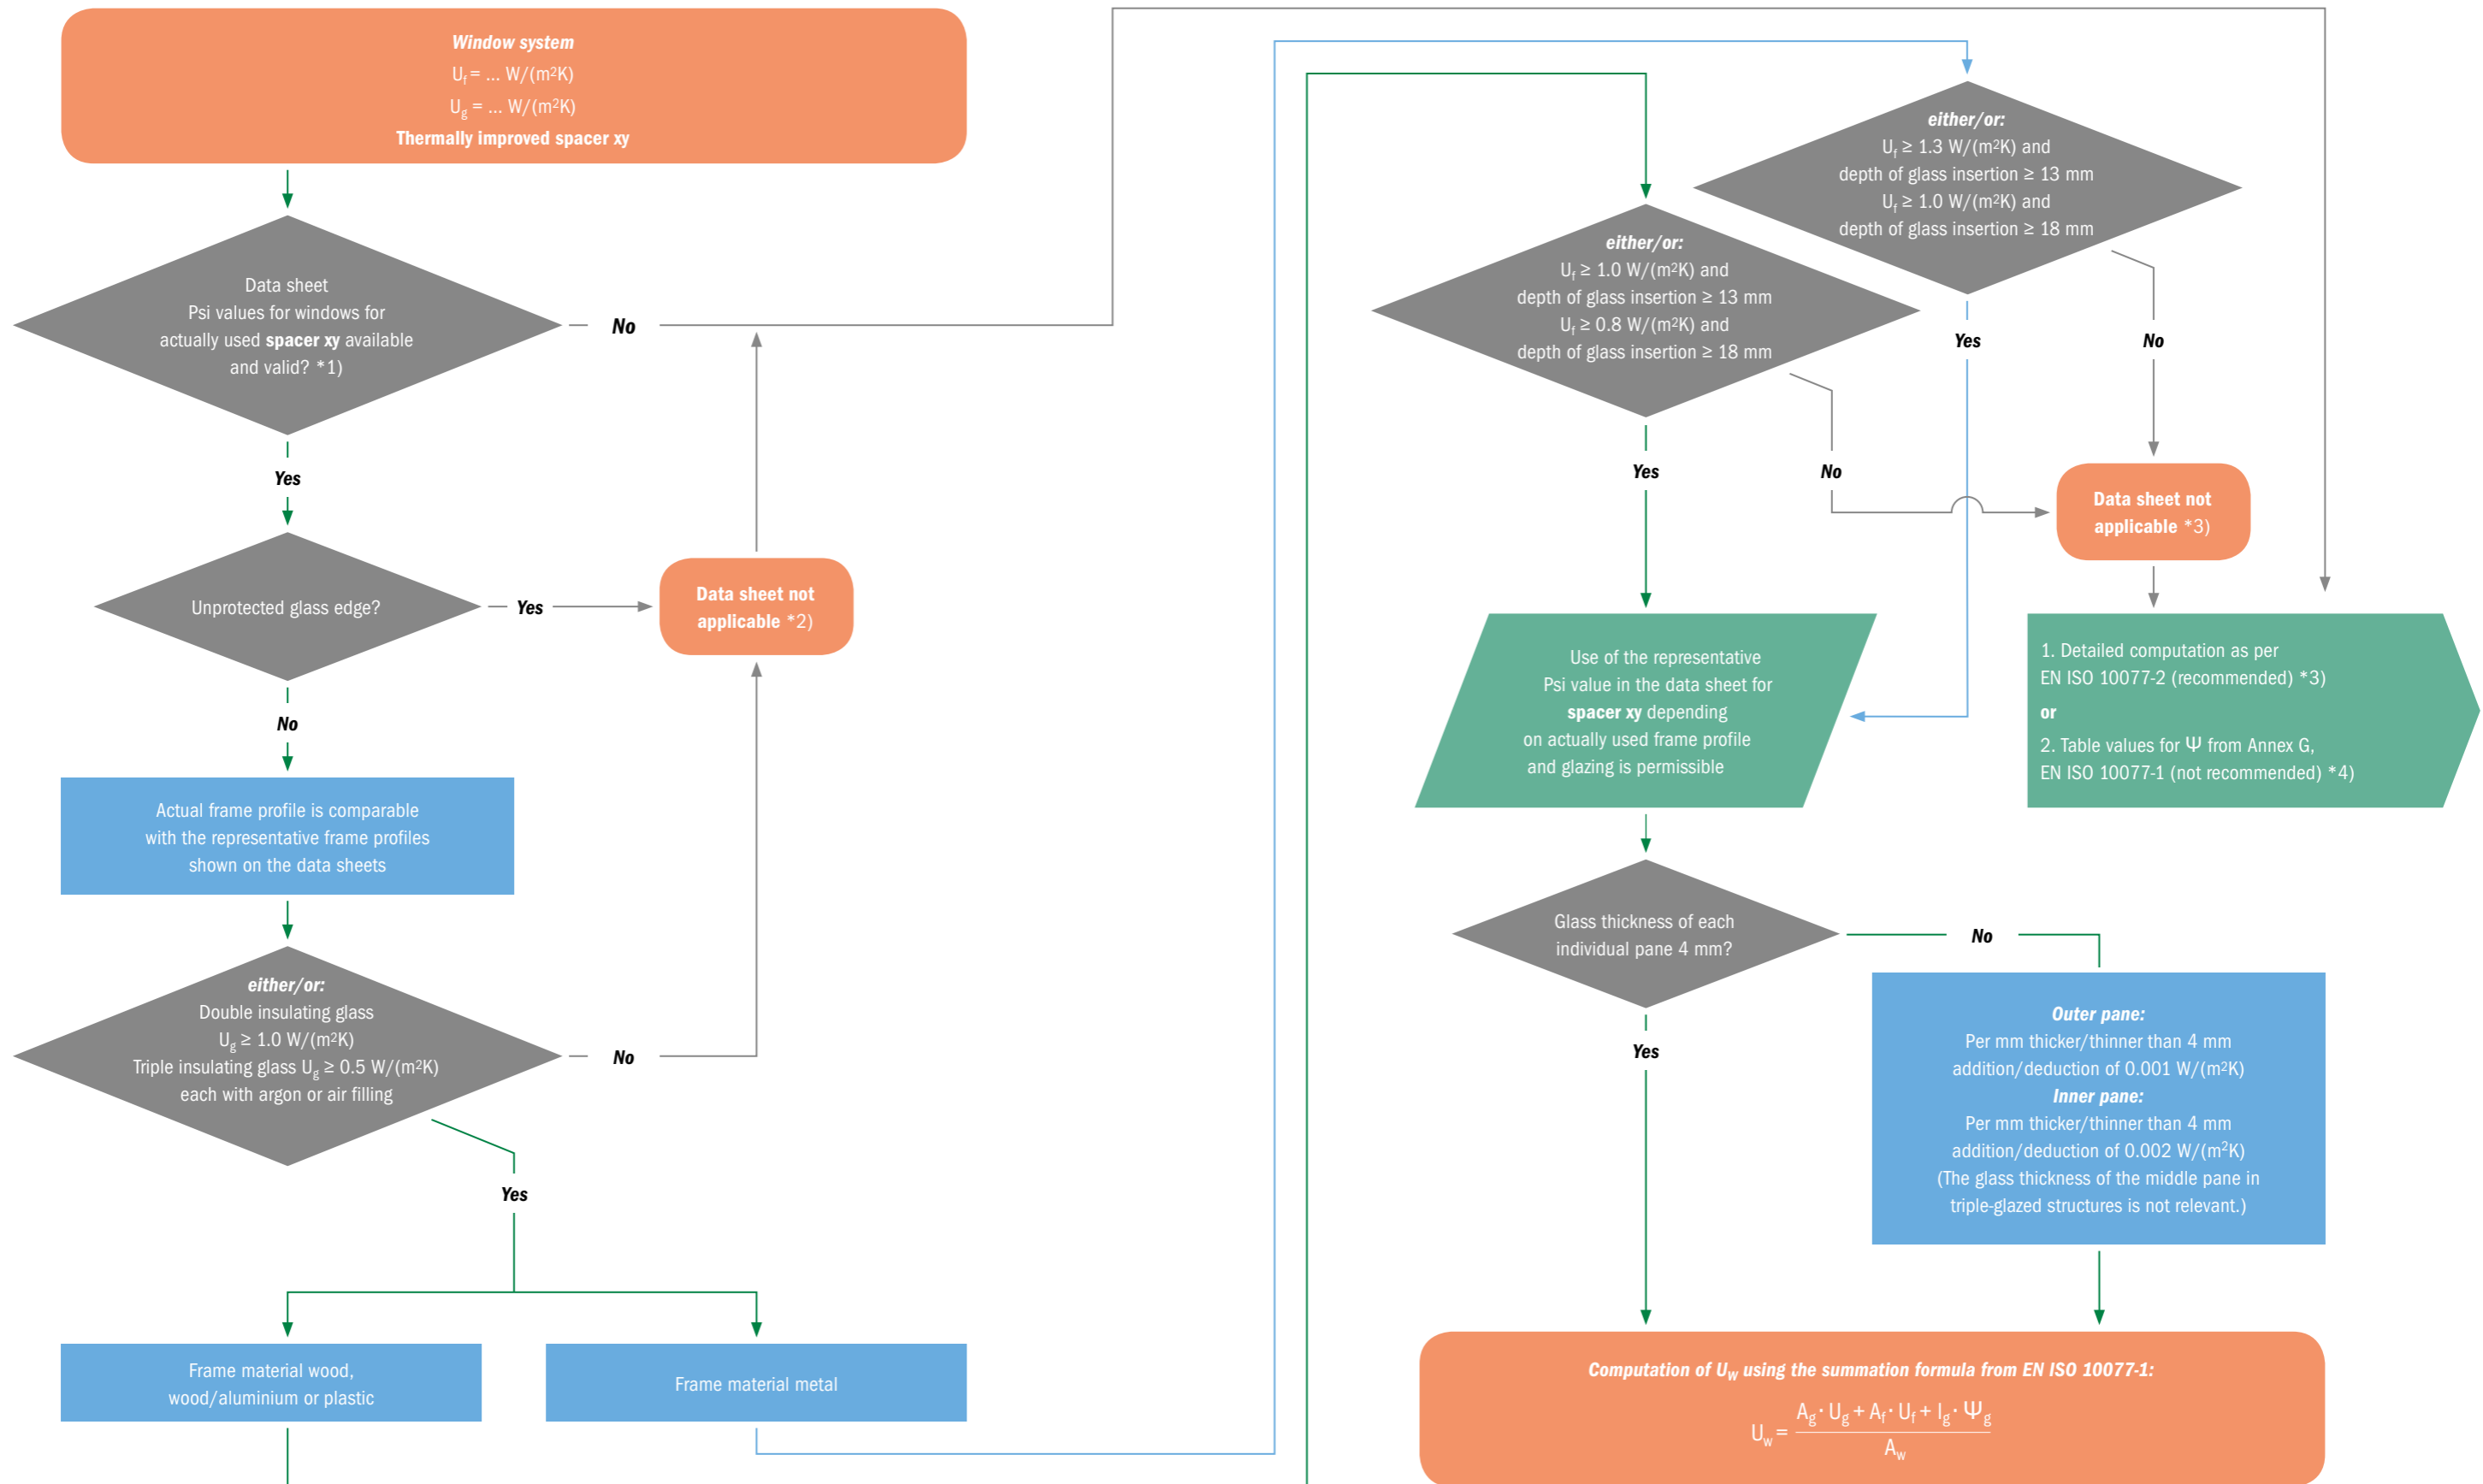 Window system
Uf = ... W/(m²K)
Ug = ... W/(m²K)
Thermally improved spacer xy
Data sheet
Psi values for windows for
actually used spacer xy available
and valid? *1)
No
Yes
Unprotected glass edge?
Yes
Data sheet not
applicable *2)
No
Actual frame profile is comparable
with the representative frame profiles
shown on the data sheets
either/or:
Double insulating glass
Ug ≥ 1.0 W/(m²K)
Triple insulating glass Ug ≥ 0.5 W/(m²K)
each with argon or air filling
No
Yes
Frame material wood,
wood/aluminium or plastic
Frame material metal
either/or:
Uf ≥ 1.3 W/(m²K) and
depth of glass insertion ≥ 13 mm
Uf ≥ 1.0 W/(m²K) and
depth of glass insertion ≥ 18 mm
Yes
No
either/or:
Uf ≥ 1.0 W/(m²K) and
depth of glass insertion ≥ 13 mm
Uf ≥ 0.8 W/(m²K) and
depth of glass insertion ≥ 18 mm
Yes
No
Data sheet not
applicable *3)
Use of the representative
Psi value in the data sheet for
spacer xy depending
on actually used frame profile
and glazing is permissible
1. Detailed computation as per
EN ISO 10077-2 (recommended) *3)
or
2. Table values for Ψ from Annex G,
EN ISO 10077-1 (not recommended) *4)
Glass thickness of each
individual pane 4 mm?
No
Yes
Outer pane:
Per mm thicker/thinner than 4 mm
addition/deduction of 0.001 W/(m²K)
Inner pane:
Per mm thicker/thinner than 4 mm
addition/deduction of 0.002 W/(m²K)
(The glass thickness of the middle pane in
triple-glazed structures is not relevant.)
Computation of UW using the summation formula from EN ISO 10077-1:
Uw = (Ag · Ug + Af · Uf + lg · Ψg) / Aw